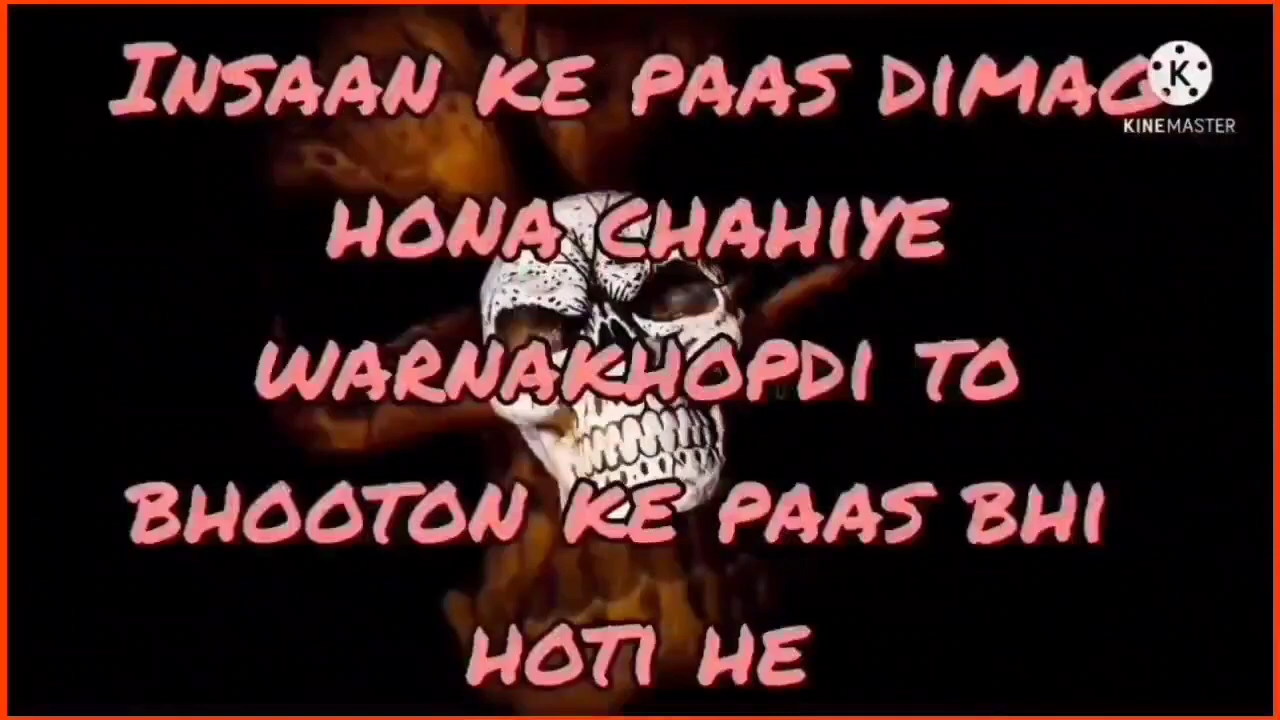 INSAAN KE PAAS DIMAG
K
KINEMASTER
HONA CHAHIYE
WARNAKHOPDI TO
BHOOTON KE PAAS BHI
HOTI HE